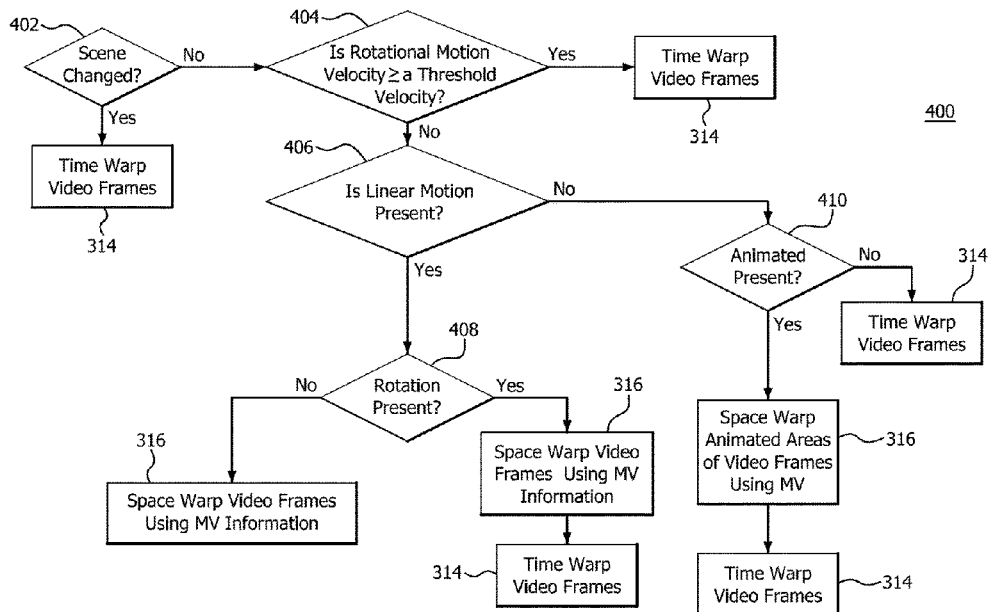 402
Scene
Changed?
No
Yes
Time Warp
Video Frames
314
404
Is Rotational Motion
Velocity ≥ a Threshold
Velocity?
Yes
No
Time Warp
Video Frames
314
400
406
Is Linear Motion
Present?
No
Yes
410
Animated
Present?
No
Yes
314
Time Warp
Video Frames
408
Rotation
Present?
No
Yes
316
Space Warp Video Frames
Using MV Information
316
Space Warp Video
Frames Using MV
Information
314
Time Warp
Video Frames
Space Warp
Animated Areas
of Video Frames
Using MV
316
Time Warp
Video Frames
314